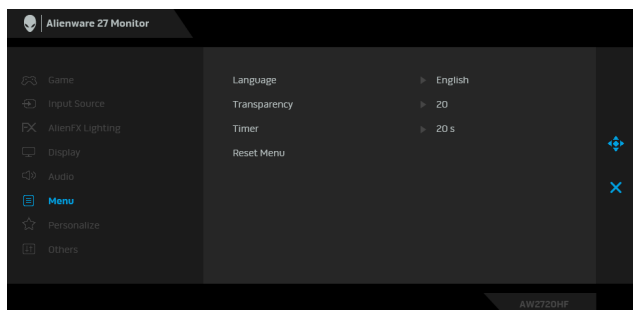 Alienware 27 Monitor
Game
Input Source
AlienFX Lighting
Display
Audio
Menu
Personalize
Others
Language English
Transparency 20
Timer 20 s
Reset Menu
AW2720HF